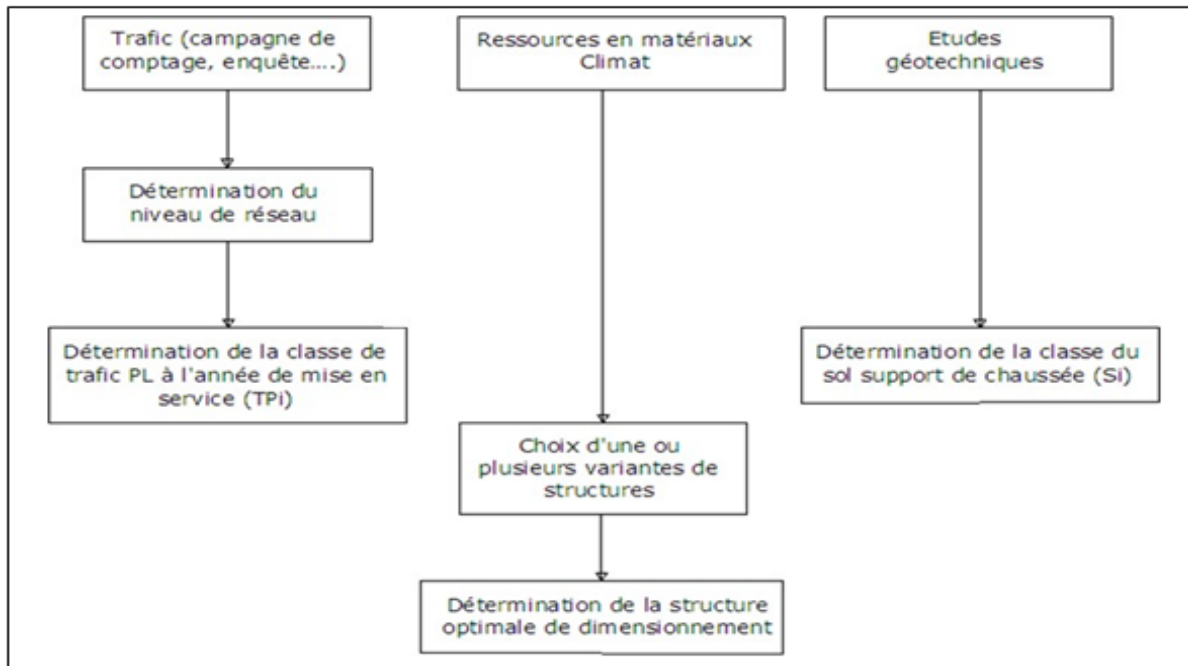 Trafic (campagne de
comptage, enquête....)
Ressources en matériaux
Climat
Etudes
géotechniques
Détermination du
niveau de réseau
Détermination de la classe de
trafic PL à l'année de mise en
service (TPi)
Détermination de la classe du
sol support de chaussée (Si)
Choix d'une ou
plusieurs variantes de
structures
Détermination de la structure
optimale de dimensionnement